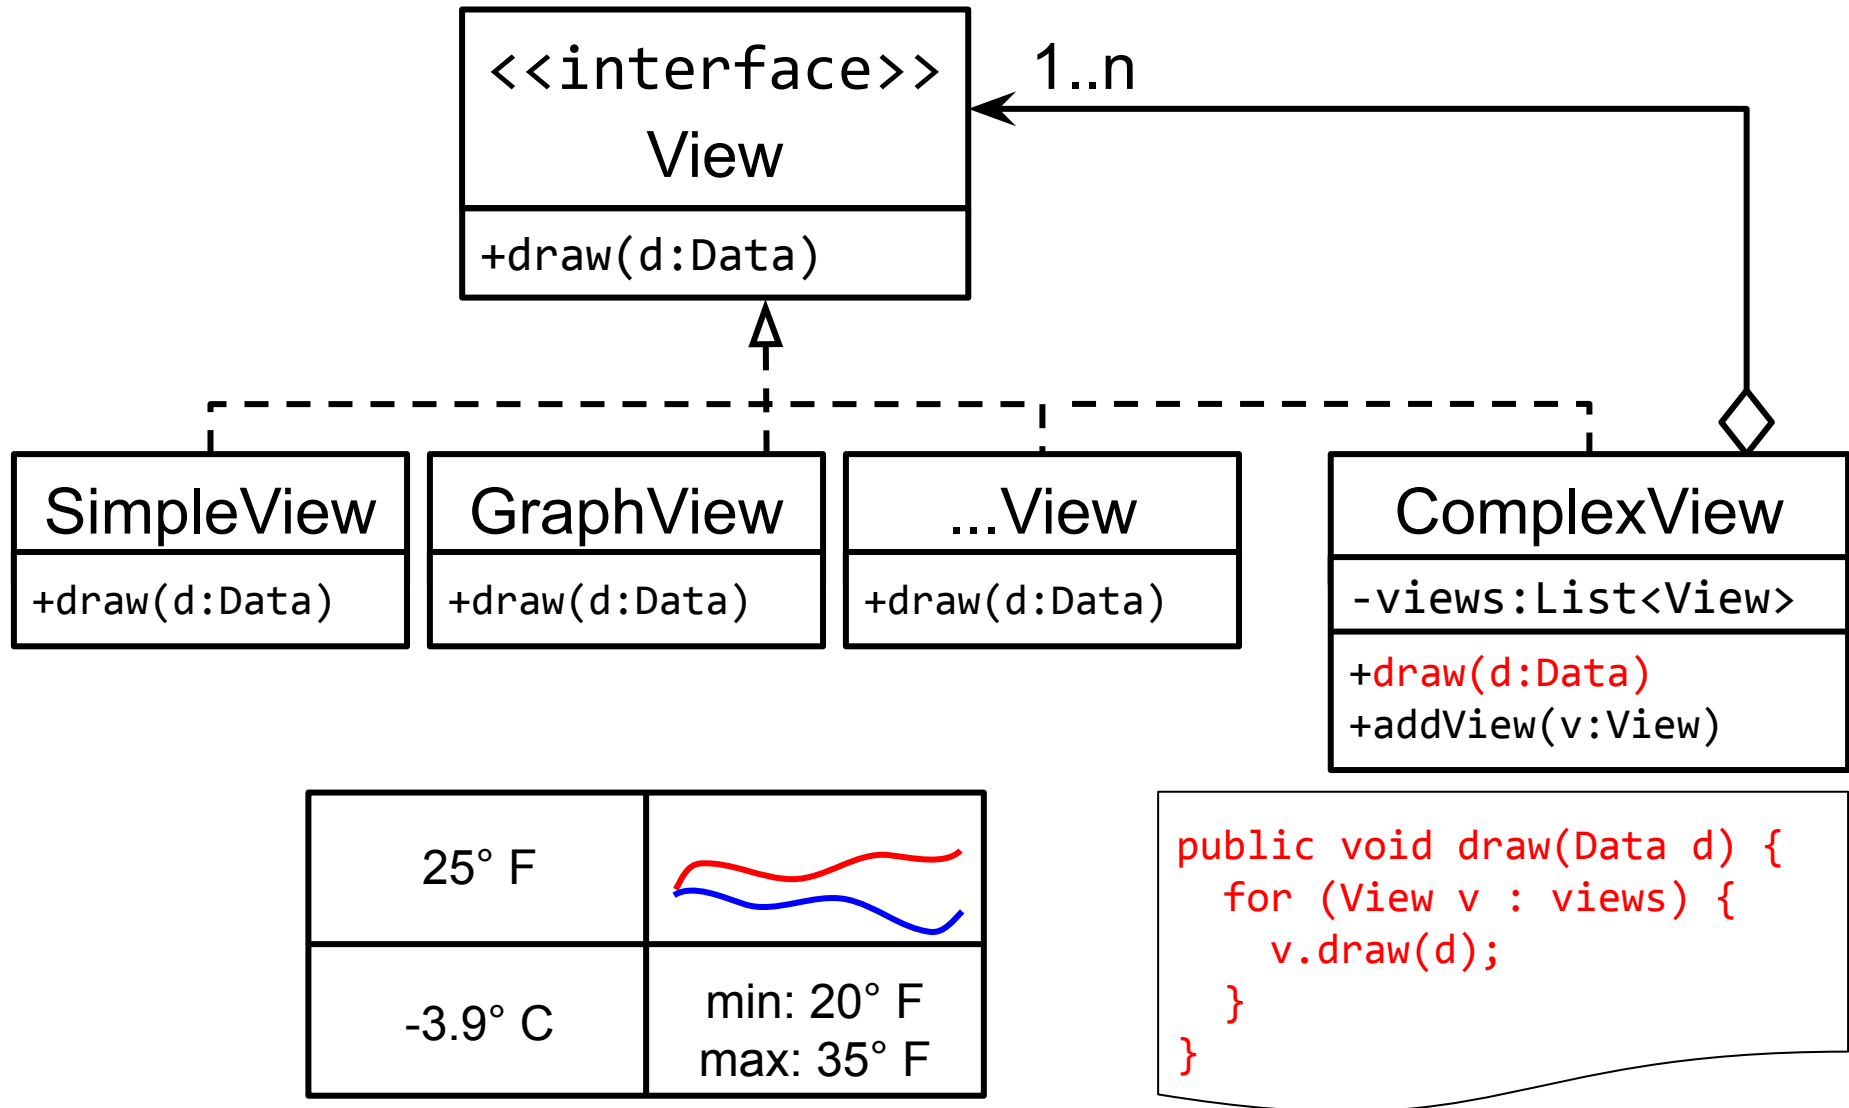 <<interface>>
View
+draw(d:Data)
1..n
SimpleView
+draw(d:Data)
GraphView
+draw(d:Data)
...View
+draw(d:Data)
ComplexView
-views:List<View>
+draw(d:Data)
+addView(v:View)
25° F
-3.9° C
min: 20° F
max: 35° F
public void draw(Data d) {
  for (View v : views) {
    v.draw(d);
  }
}